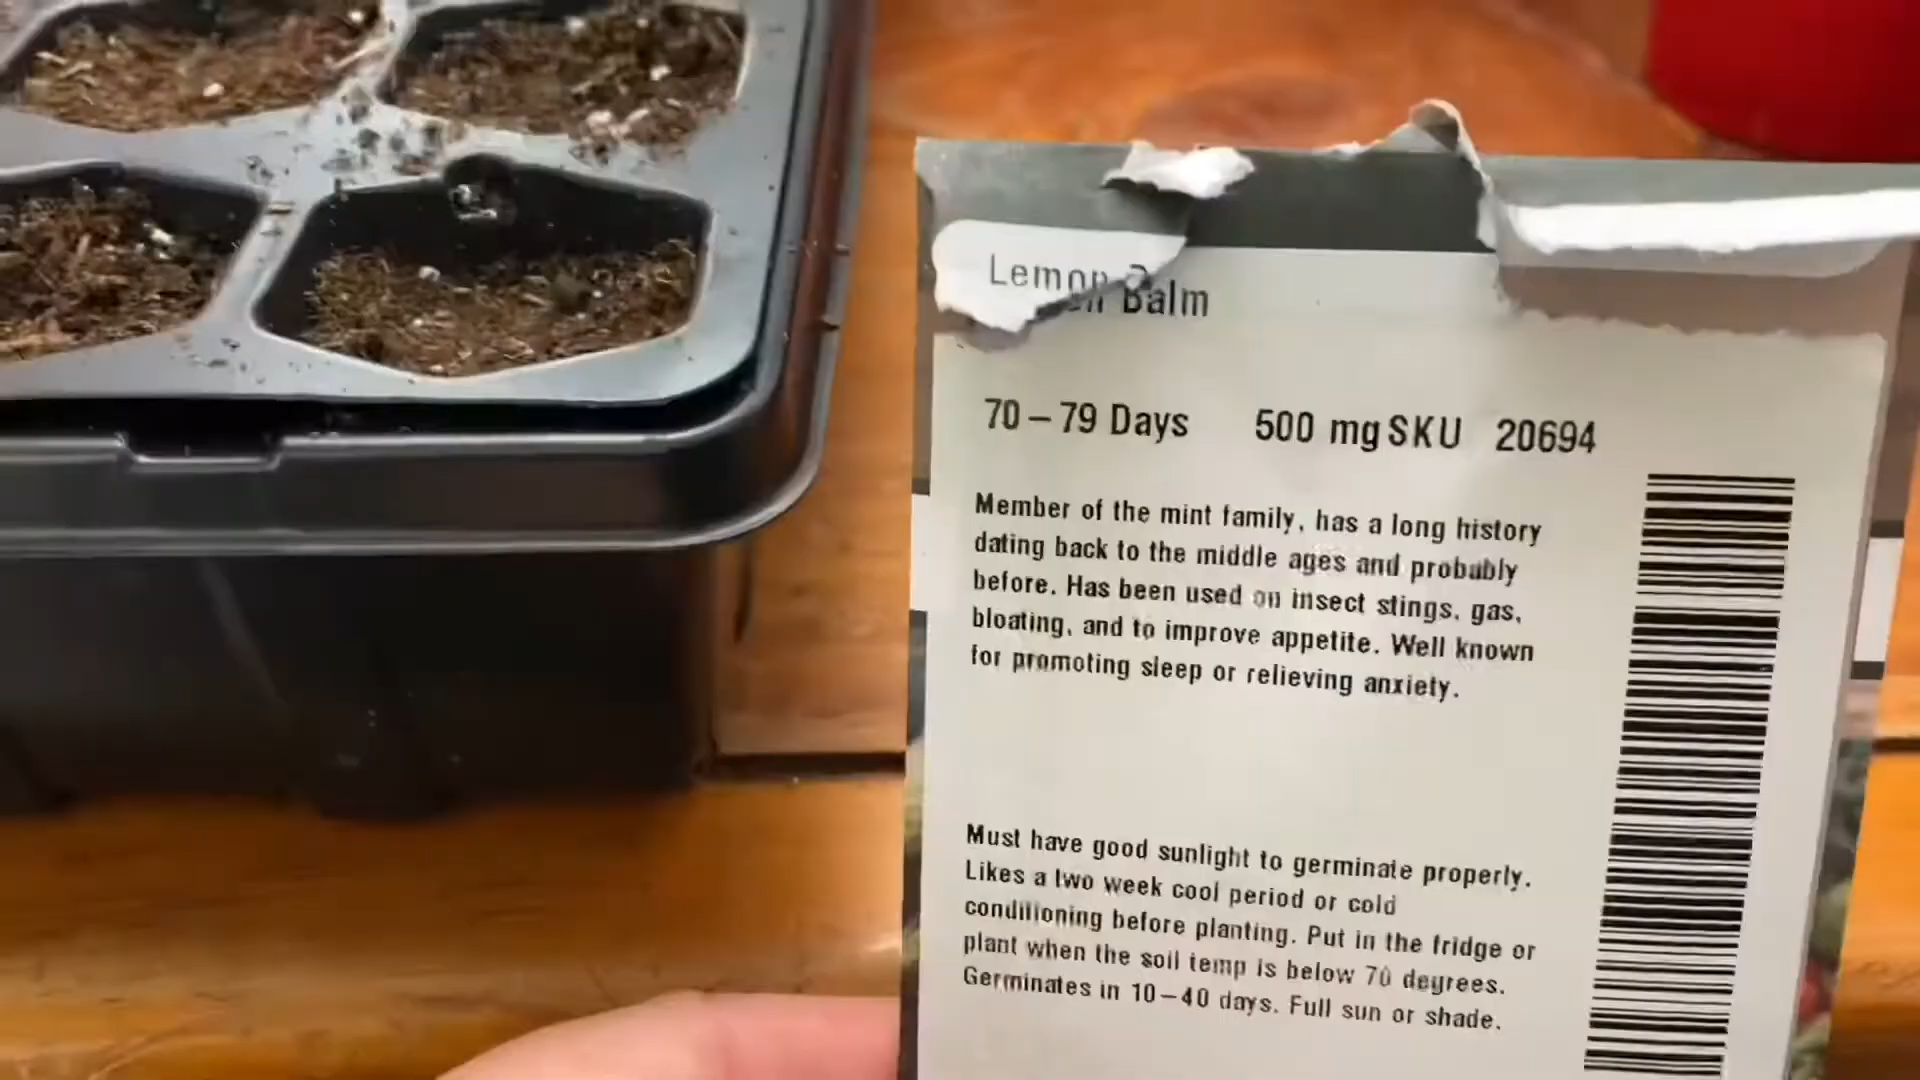 Lemon Balm
70 – 79 Days 500 mg SKU 20694
Member of the mint family, has a long history
dating back to the middle ages and probably
before. Has been used on insect stings, gas,
bloating, and to improve appetite. Well known
for promoting sleep or relieving anxiety.
Must have good sunlight to germinate properly.
Likes a two week cool period or cold
conditioning before planting. Put in the fridge or
plant when the soil temp is below 70 degrees.
Germinates in 10–40 days. Full sun or shade.